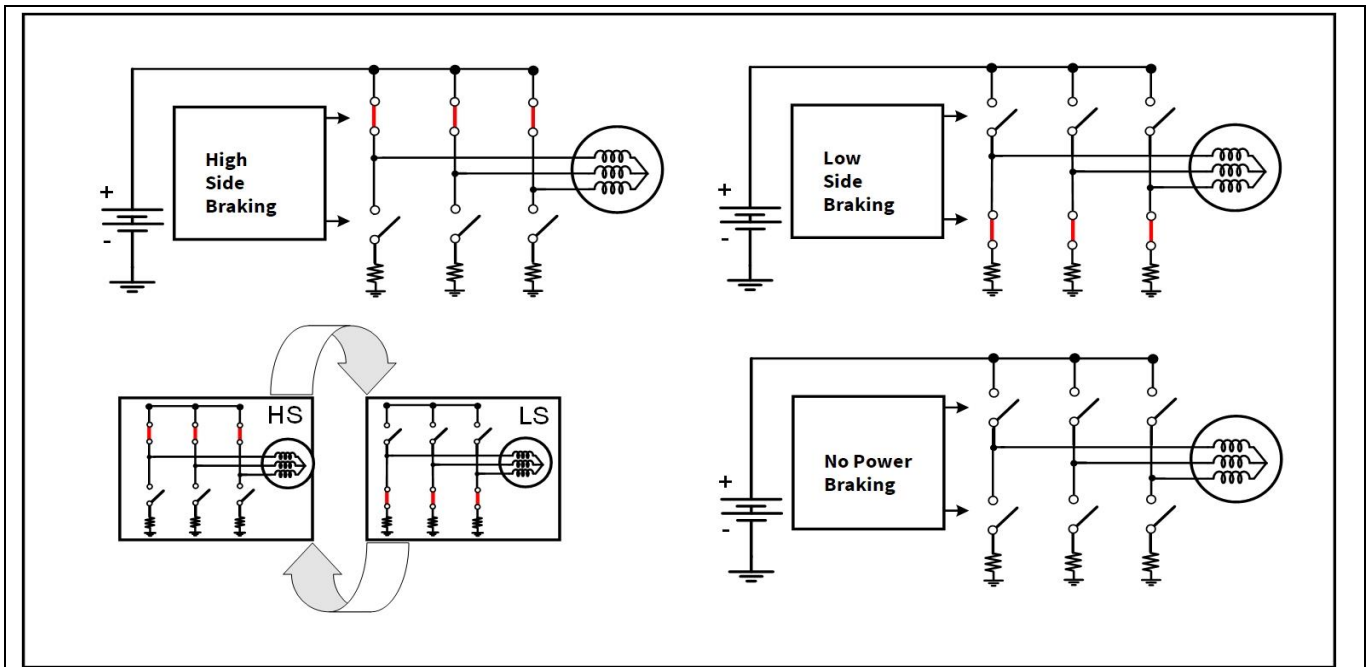 High
Side
Braking
+
-
Low
Side
Braking
+
-
HS
LS
No Power
Braking
+
-